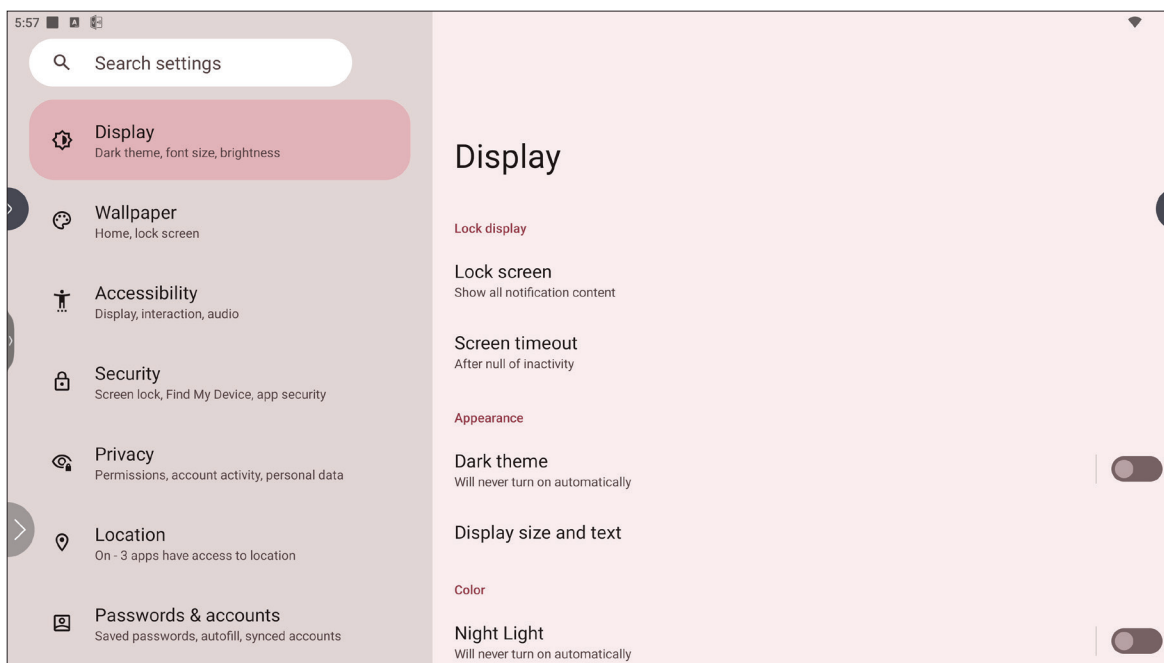 5:57
Search settings
Display
Dark theme, font size, brightness
Wallpaper
Home, lock screen
Accessibility
Display, interaction, audio
Security
Screen lock, Find My Device, app security
Privacy
Permissions, account activity, personal data
Location
On - 3 apps have access to location
Passwords & accounts
Saved passwords, autofill, synced accounts
Display
Lock display
Lock screen
Show all notification content
Screen timeout
After null of inactivity
Appearance
Dark theme
Will never turn on automatically
Display size and text
Color
Night Light
Will never turn on automatically